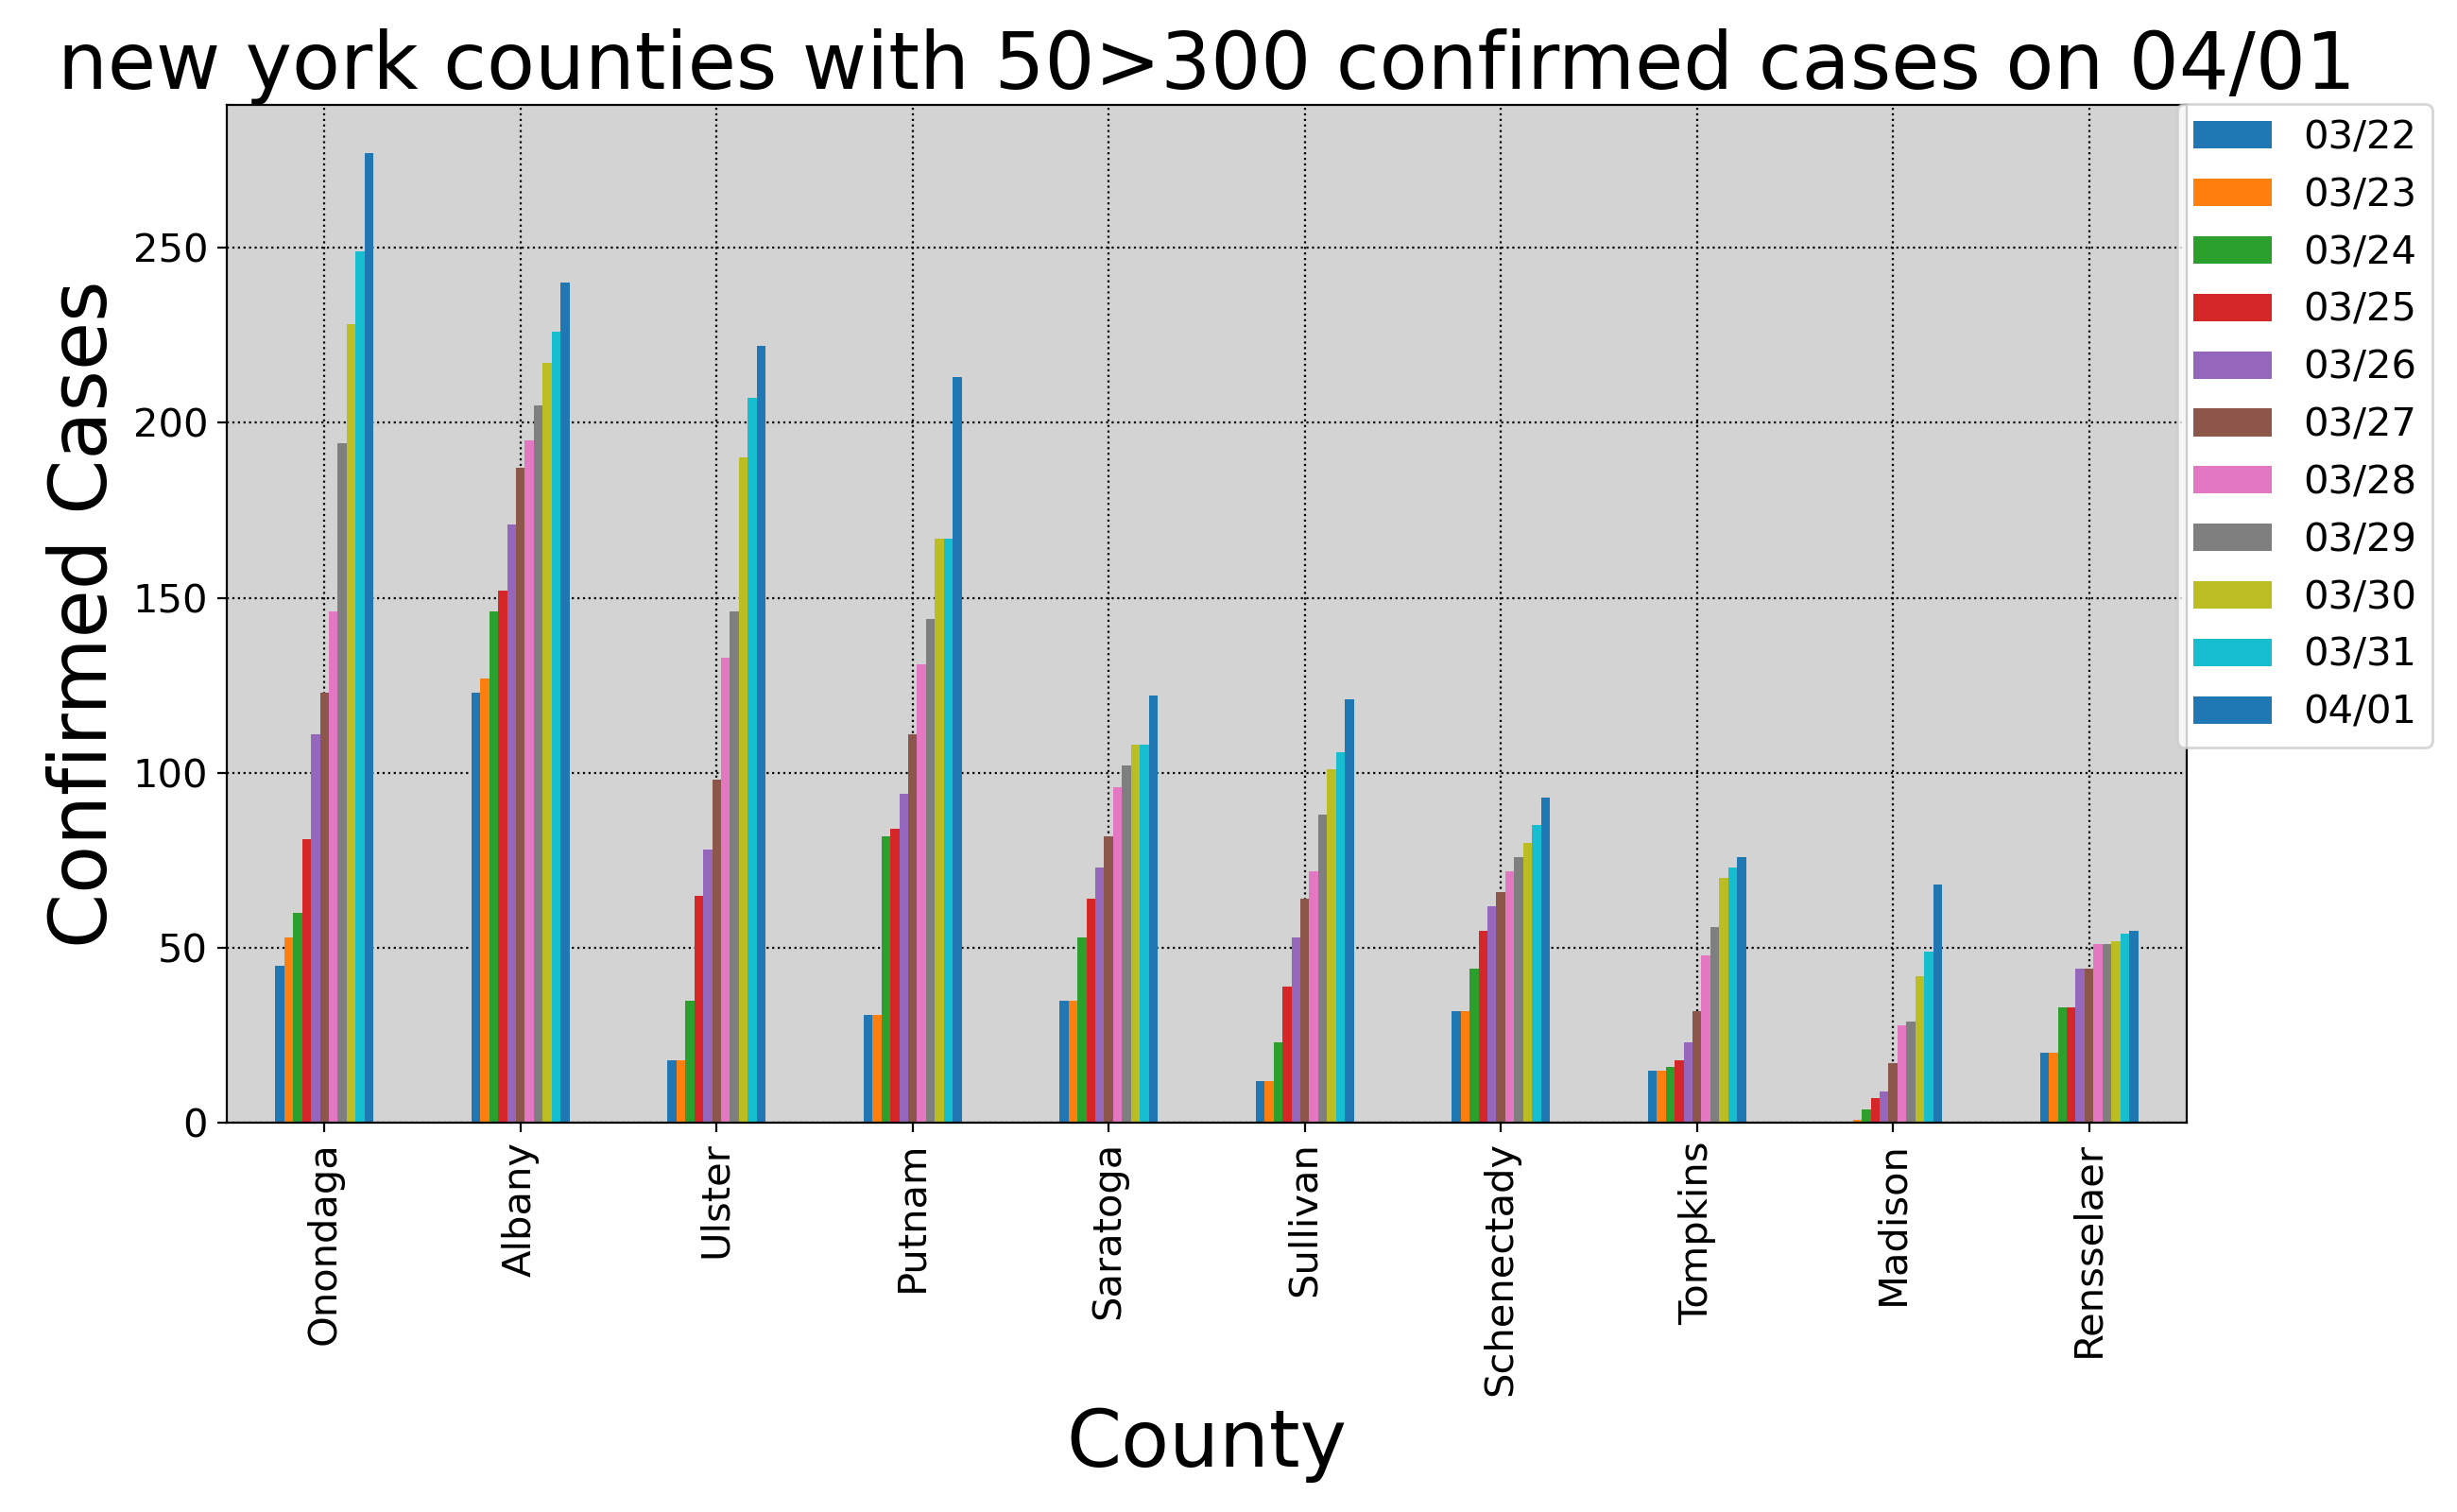 new york counties with 50>300 confirmed cases on 04/01
Confirmed Cases
250
200
150
100
50
0
03/22
03/23
03/24
03/25
03/26
03/27
03/28
03/29
03/30
03/31
04/01
Onondaga
Albany
Ulster
Putnam
Saratoga
Sullivan
Schenectady
Tompkins
Madison
Rensselaer
County